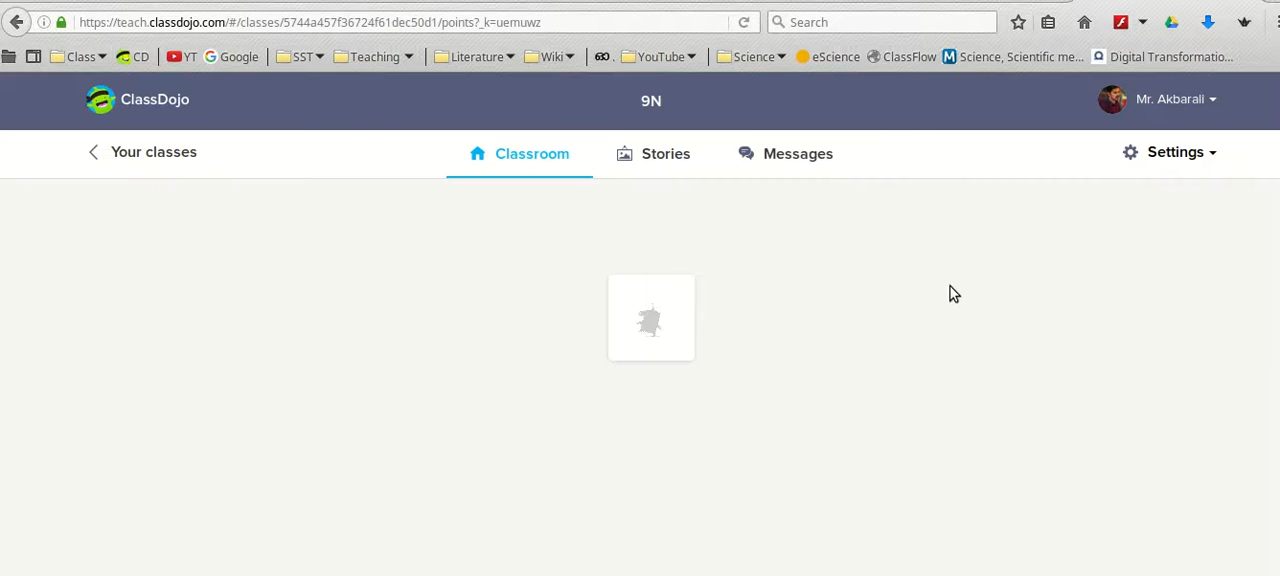 https://teach.classdojo.com/#/classes/5744a457f36724f61dec50d1/points?_k=uemuwz Search
Class CD YT Google SST Teaching Literature Wiki GO . YouTube Science eScience ClassFlow Science, Scientific me... Digital Transformatio...
ClassDojo 9N Mr. Akbarali
Your classes Classroom Stories Messages Settings